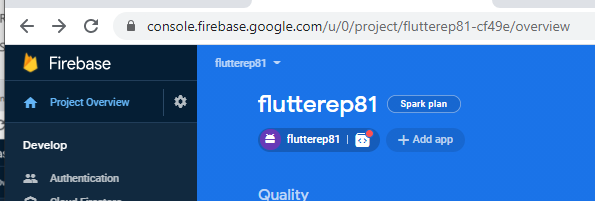 console.firebase.google.com/u/0/project/flutterep81-cf49e/overview
Firebase
flutterep81
Project Overview
flutterep81
Spark plan
flutterep81
+ Add app
Develop
Authentication
Quality